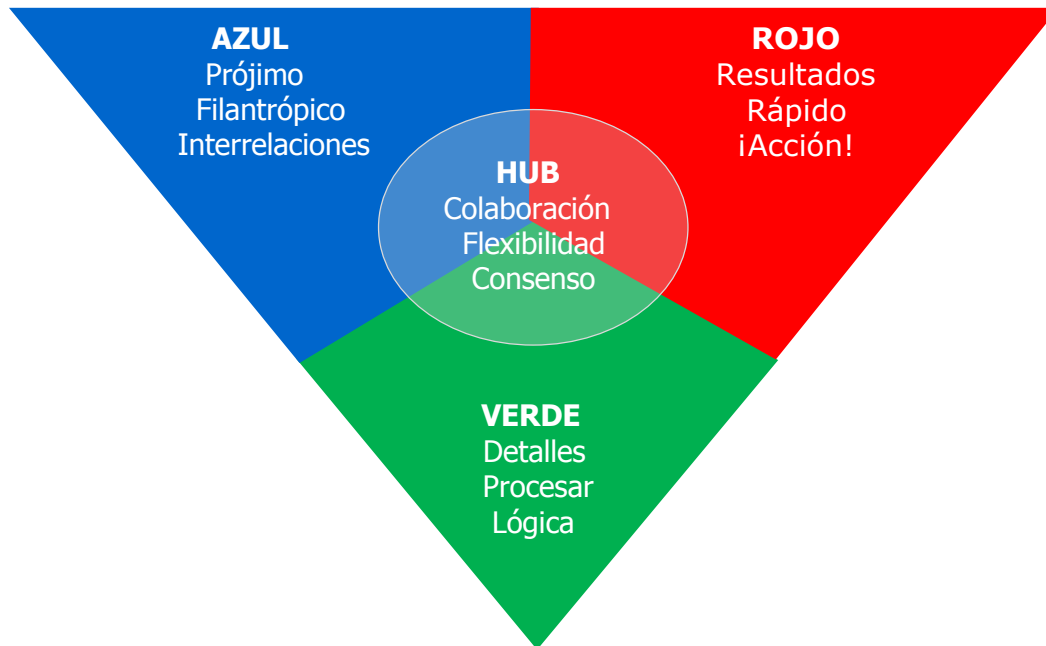 AZUL
Prójimo
Filantrópico
Interrelaciones
ROJO
Resultados
Rápido
¡Acción!
HUB
Colaboración
Flexibilidad
Consenso
VERDE
Detalles
Procesar
Lógica